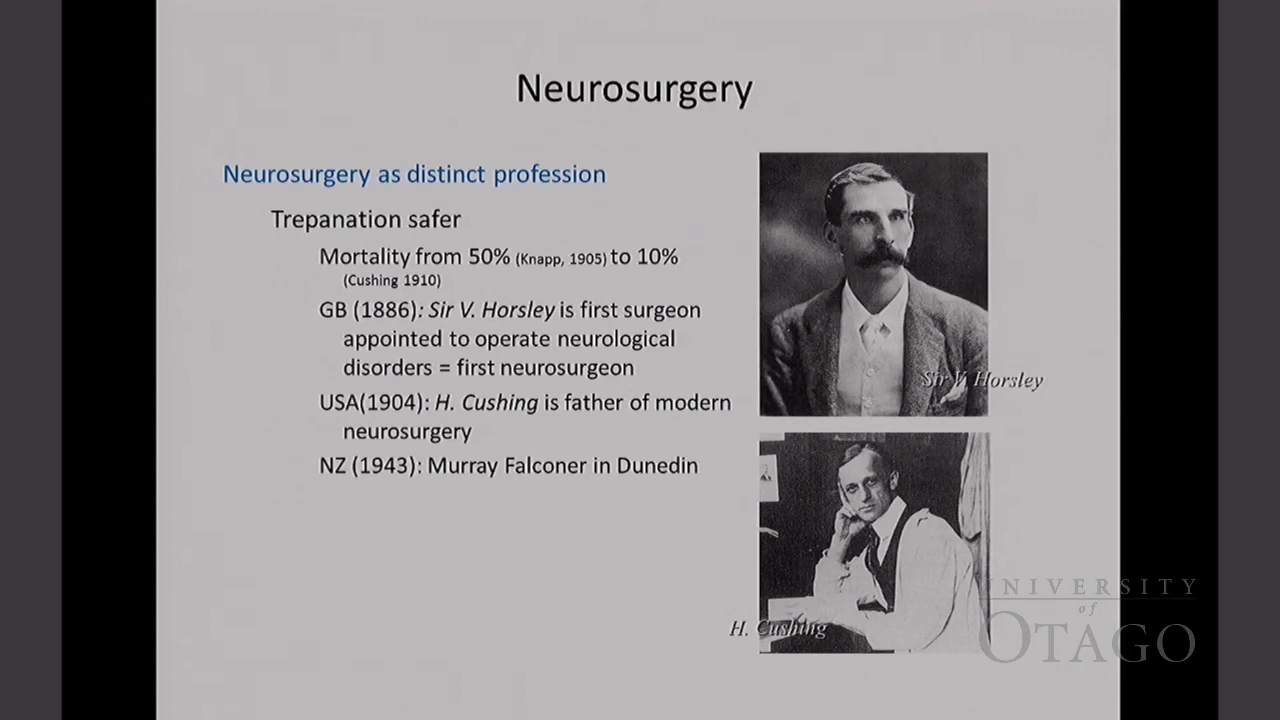 Neurosurgery
Neurosurgery as distinct profession
Trepanation safer
Mortality from 50% (Knapp, 1905) to 10%
(Cushing 1910)
GB (1886): Sir V. Horsley is first surgeon
appointed to operate neurological
disorders = first neurosurgeon
USA(1904): H. Cushing is father of modern
neurosurgery
NZ (1943): Murray Falconer in Dunedin
Sir V. Horsley
H. Cushing
UNIVERSITY
of
OTAGO